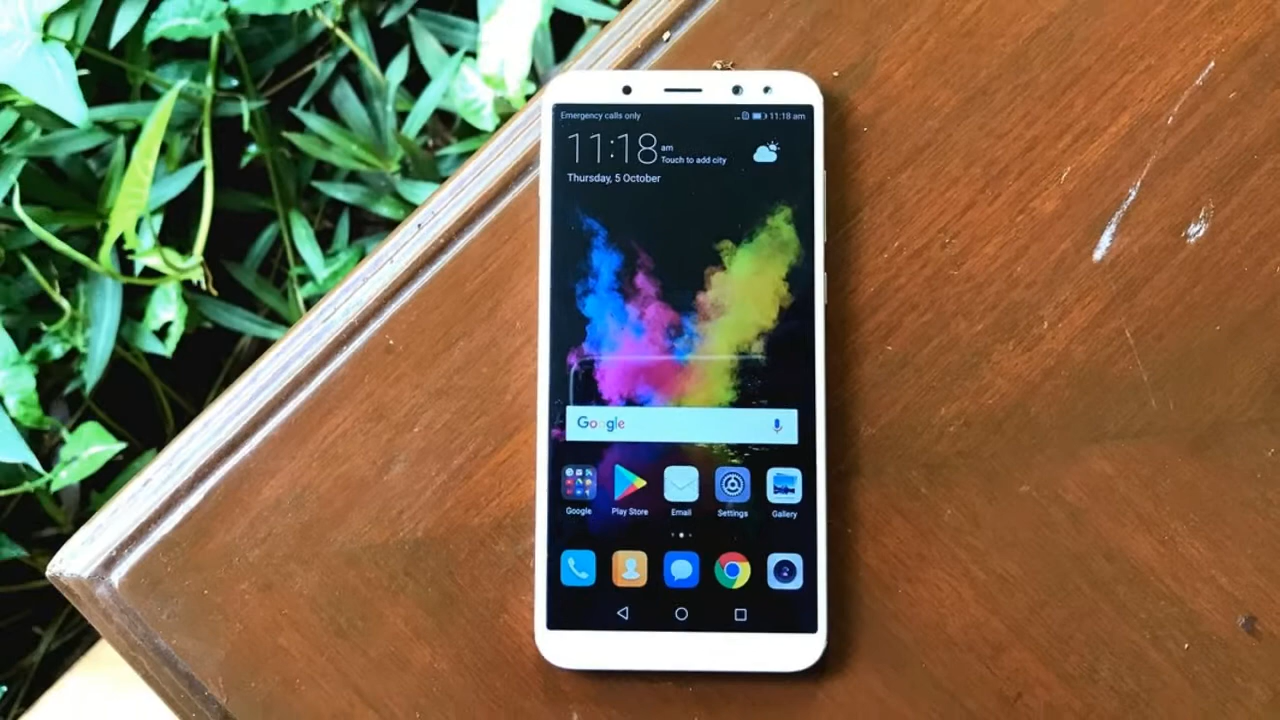 Emergency calls only
11:18 am
11:18 am
Touch to add city
Thursday, 5 October
Google
Google
Play Store
Email
Settings
Gallery